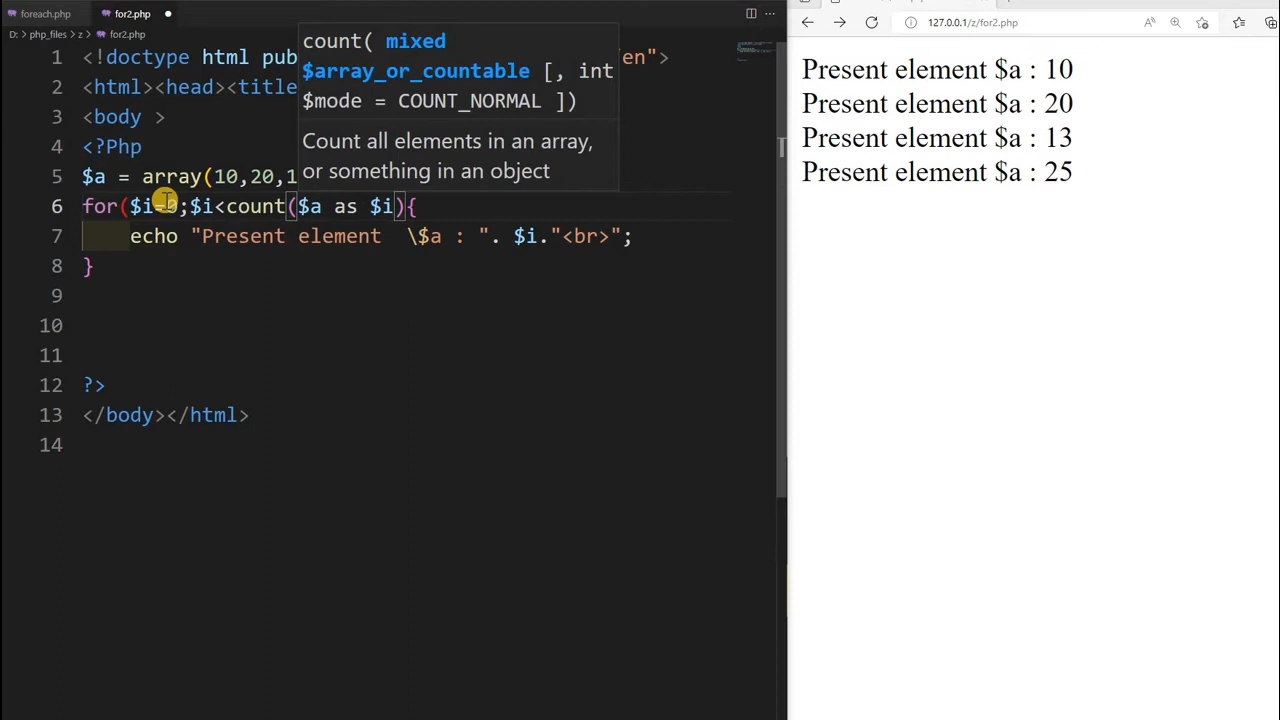 foreach.php
for2.php
D: > php_files > z > for2.php
127.0.0.1/z/for2.php
count( mixed
$array_or_countable [, int
$mode = COUNT_NORMAL ])
Count all elements in an array,
or something in an object
1 <!doctype html pub en">
2 <html><head><title
3 <body >
4 <?Php
5 $a = array(10,20,1
6 for($i=0;$i<count($a as $i){
7 echo "Present element \$a : ". $i."<br>";
8 }
9
10
11
12 ?>
13 </body></html>
14
Present element $a : 10
Present element $a : 20
Present element $a : 13
Present element $a : 25